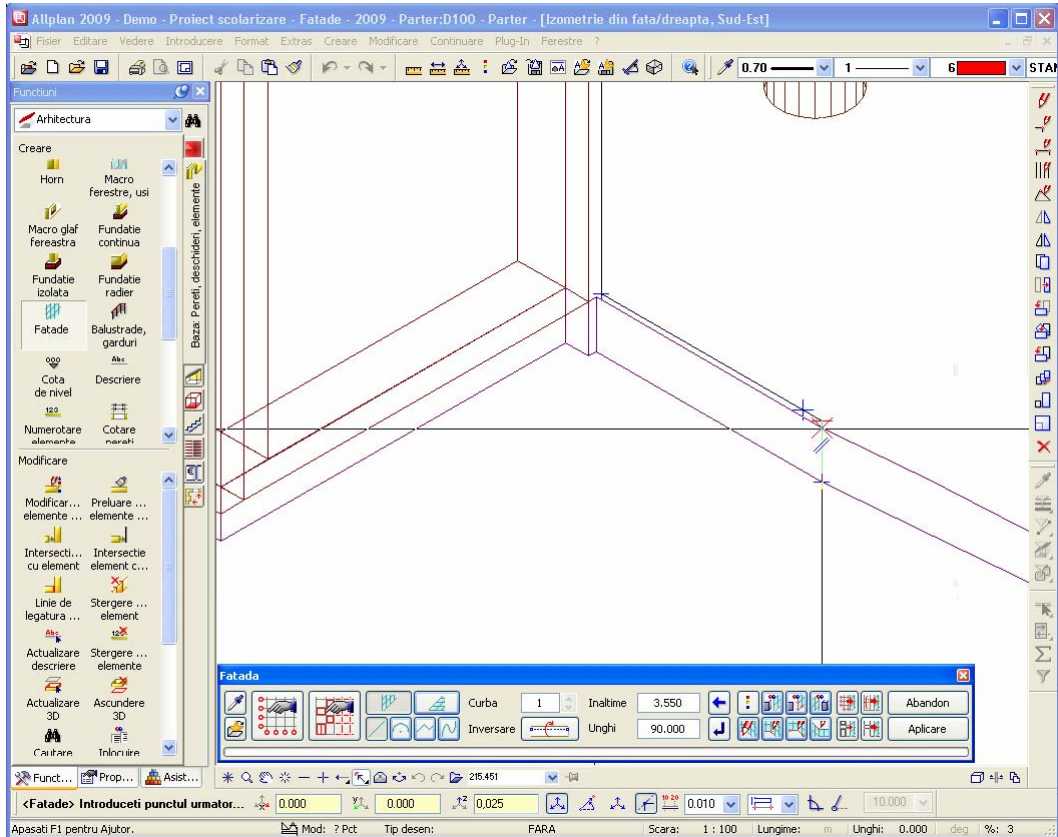 Allplan 2009 - Demo - Proiect scolarizare - Fatade - 2009 - Parter:D100 - Parter - [Izometrie din fata/dreapta, Sud-Est]
Fisier Editare Vedere Introducere Format Extras Creare Modificare Continuare Plug-In Ferestre ?
0.70 1 6 STAN
Functiuni
Arhitectura
Creare
Horn Macro ferestre, usi
Macro glaf fereastra Fundatie continua
Fundatie izolata Fundatie radier
Fatade Balustrade, garduri
Cota de nivel Descriere
Numerotare elemente Cotare pereti
Baza: Pereti, deschideri, elemente
Modificare
Modificar... elemente ... Preluare ... elemente ...
Intersecti... cu element Intersectie element c...
Linie de legatura ... Stergere ... element
Actualizare descriere Stergere ... elemente
Actualizare 3D Ascundere 3D
Cautare Inlocuire
Fatada
Curba 1 Inaltime 3.550 Abandon
Inversare Unghi 90.000 Aplicare
Funct... Prop... Asist... 215.451
<Fatade> Introduceti punctul urmator... 0.000 0.000 0,025 0.010 10.000
Apasati F1 pentru Ajutor. Mod: ? Pct Tip desen: FARA Scara: 1 : 100 Lungime: m Unghi: 0.000 deg %: 3